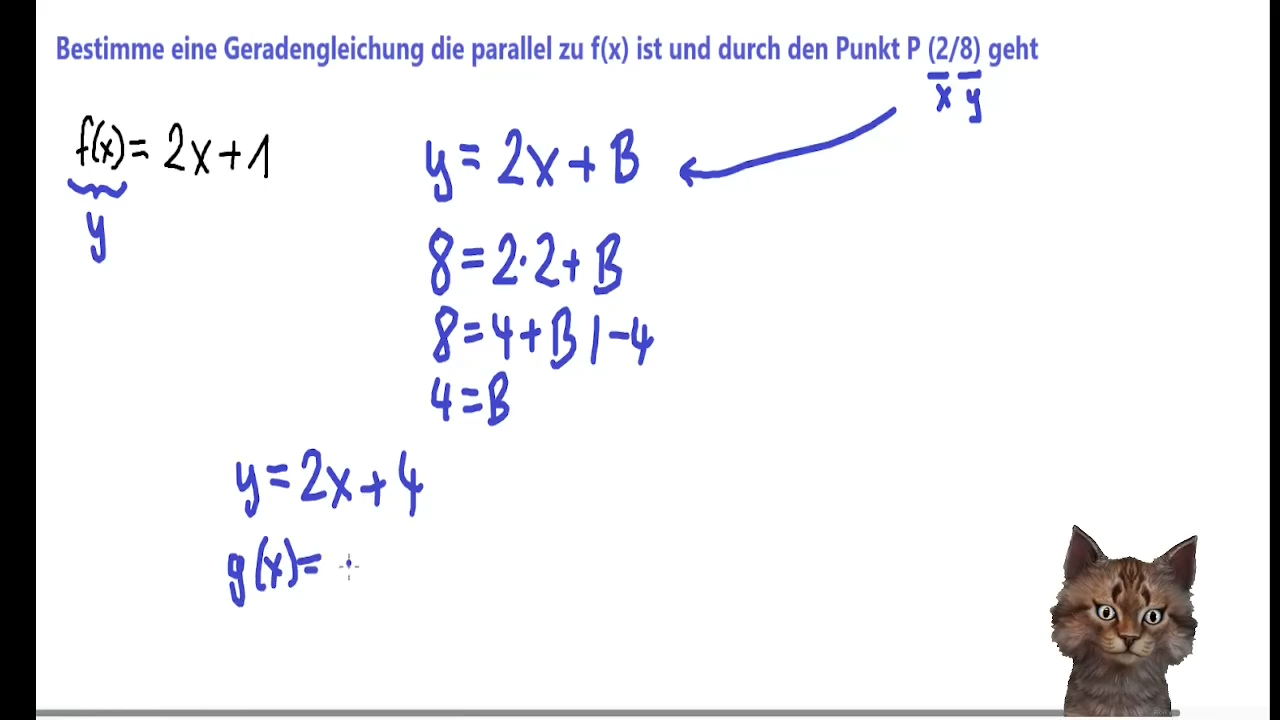 Bestimme eine Geradengleichung die parallel zu f(x) ist und durch den Punkt P (2/8) geht
x y
f(x) = 2x + 1
y
y = 2x + B
8 = 2·2 + B
8 = 4 + B | -4
4 = B
y = 2x + 4
g(x) =